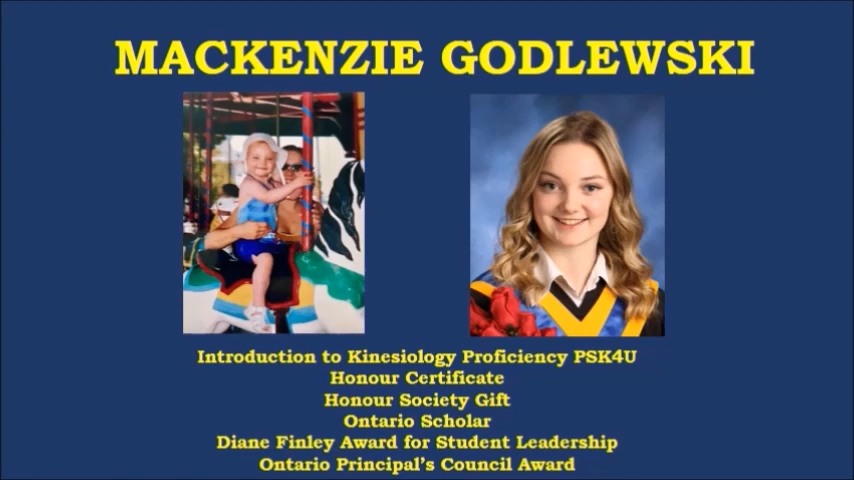 MACKENZIE GODLEWSKI
Introduction to Kinesiology Proficiency PSK4U
Honour Certificate
Honour Society Gift
Ontario Scholar
Diane Finley Award for Student Leadership
Ontario Principal's Council Award